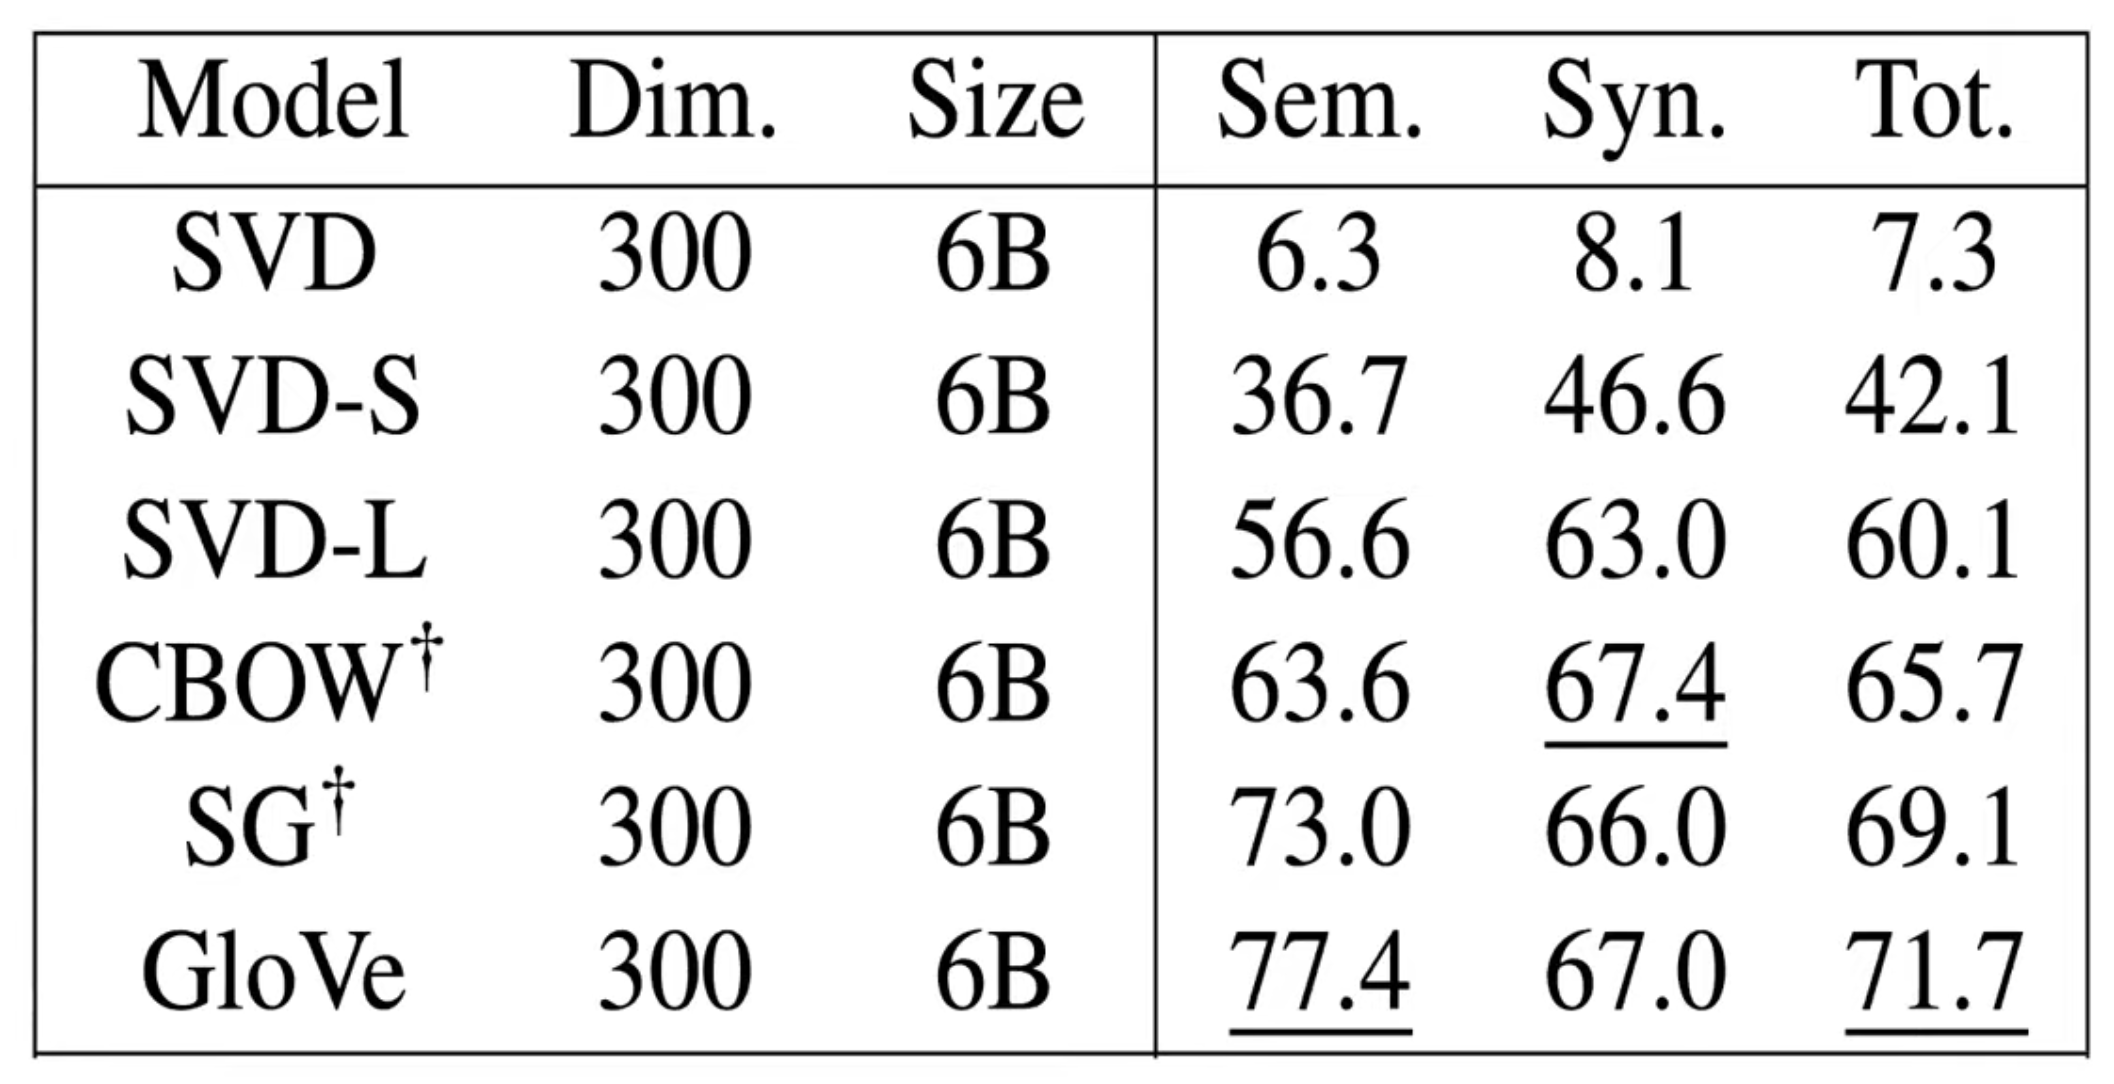 Model Dim. Size Sem. Syn. Tot.
SVD 300 6B 6.3 8.1 7.3
SVD-S 300 6B 36.7 46.6 42.1
SVD-L 300 6B 56.6 63.0 60.1
CBOW† 300 6B 63.6 67.4 65.7
SG† 300 6B 73.0 66.0 69.1
GloVe 300 6B 77.4 67.0 71.7